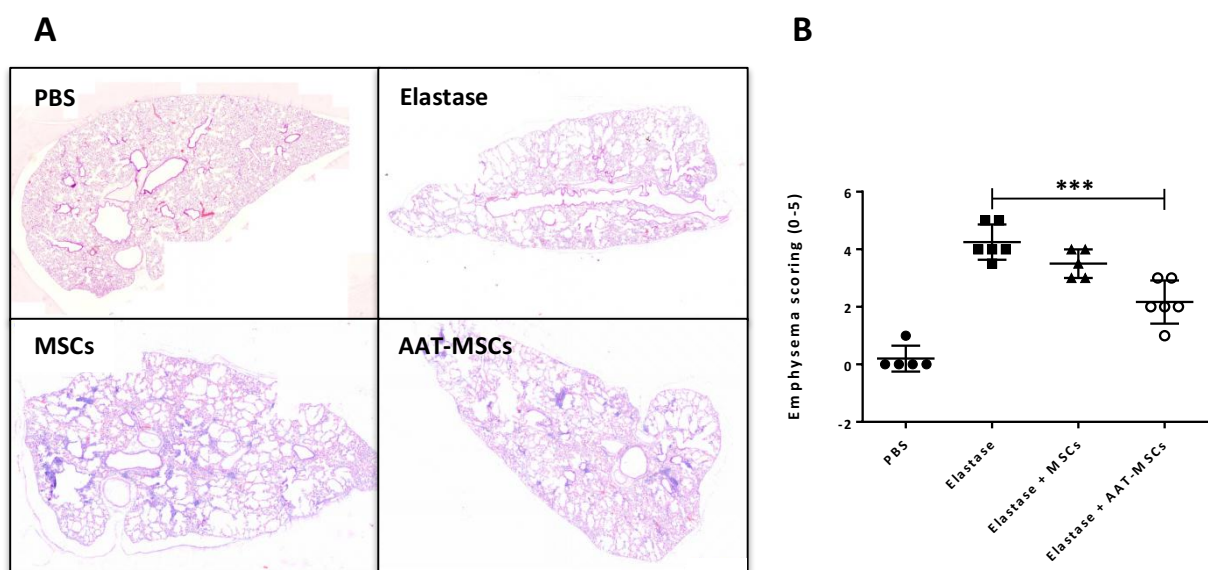 A
B
PBS
Elastase
MSCs
AAT-MSCs
***
Emphysema scoring (0-5)
6
4
2
0
-2
PBS
Elastase
Elastase + MSCs
Elastase + AAT-MSCs